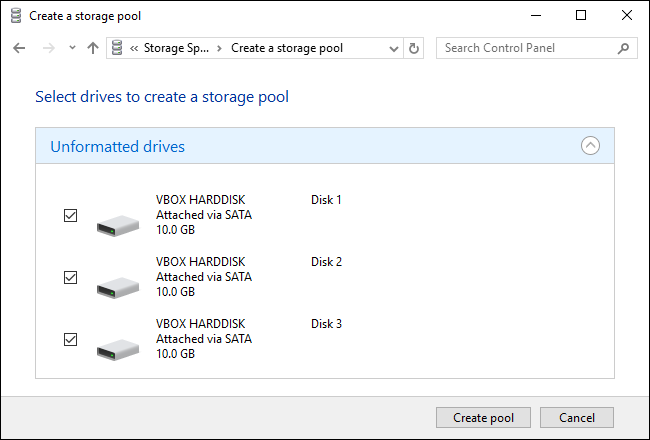 Create a storage pool
« Storage Sp... > Create a storage pool
Search Control Panel
Select drives to create a storage pool
Unformatted drives
VBOX HARDDISK Disk 1
Attached via SATA
10.0 GB
VBOX HARDDISK Disk 2
Attached via SATA
10.0 GB
VBOX HARDDISK Disk 3
Attached via SATA
10.0 GB
Create pool Cancel